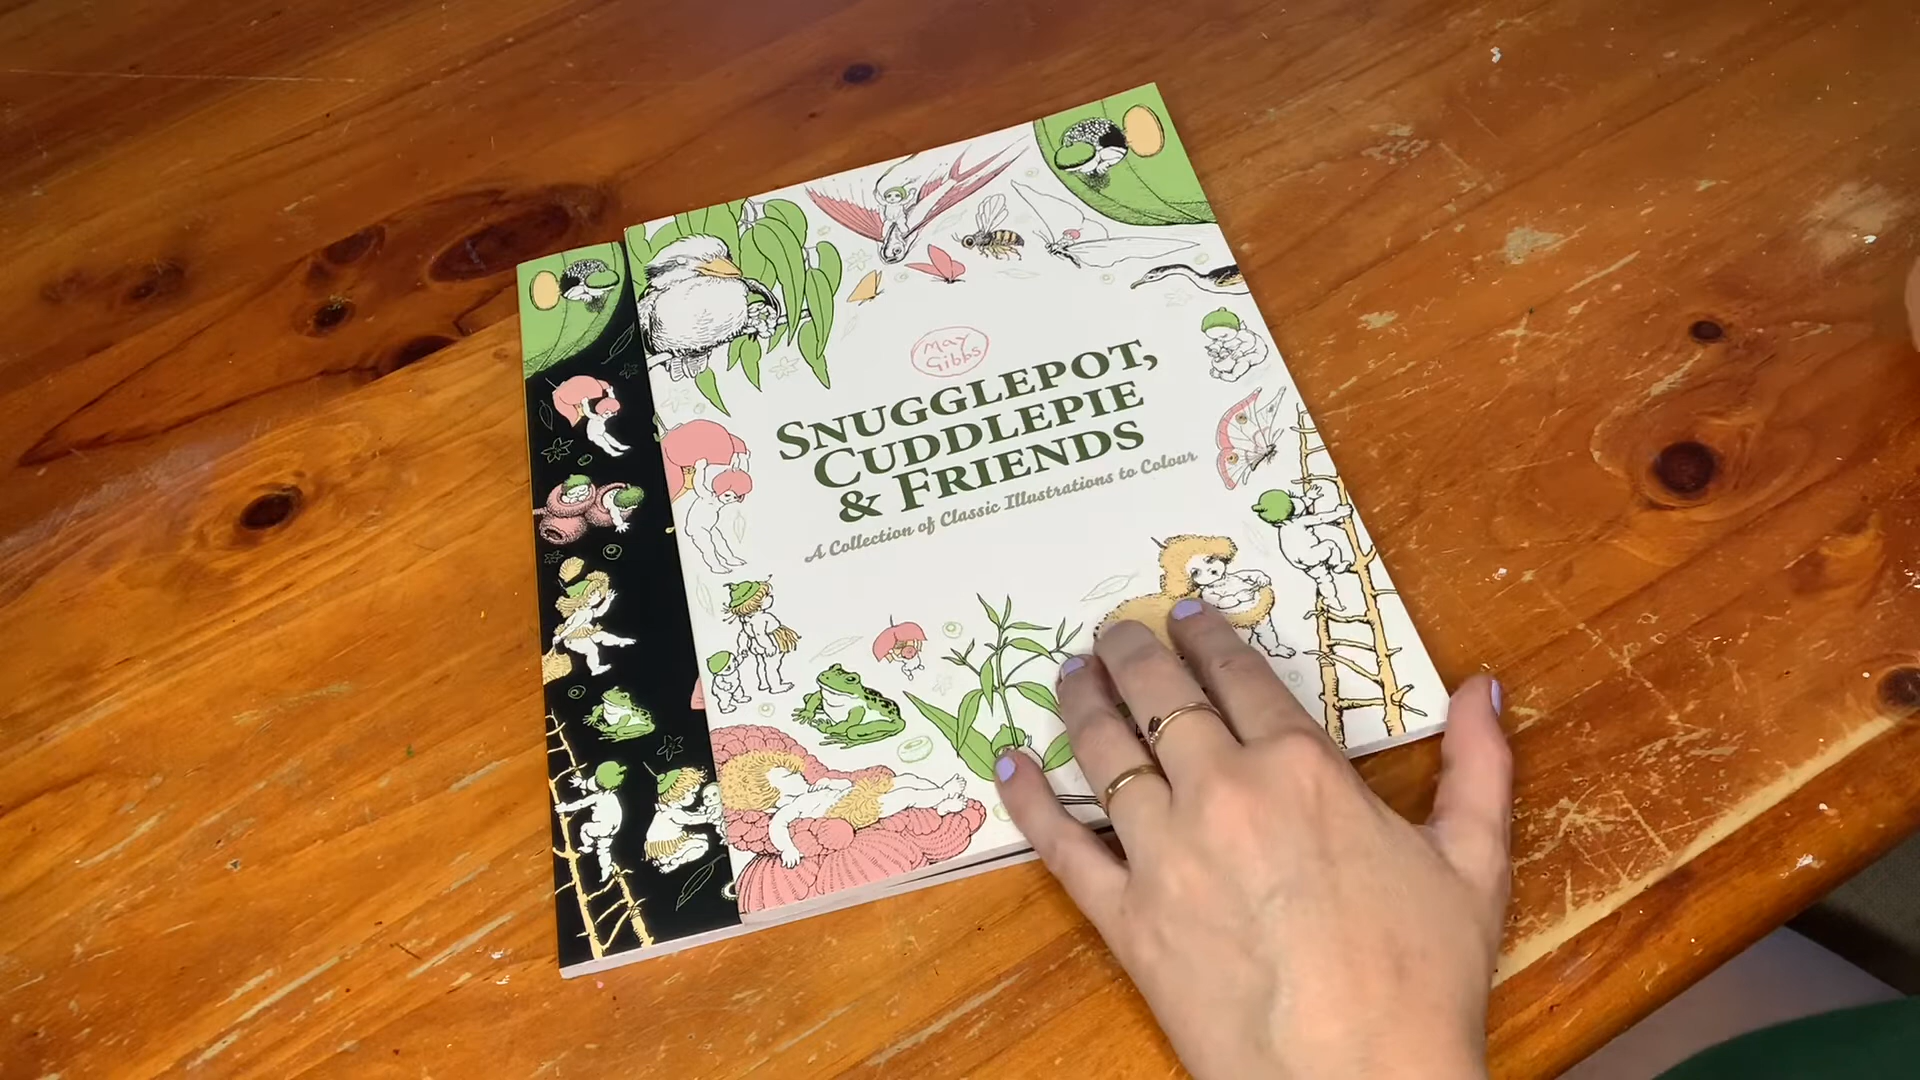 May
Gibbs
SNUGGLEPOT,
CUDDLEPIE
& FRIENDS
A Collection of Classic Illustrations to Colour